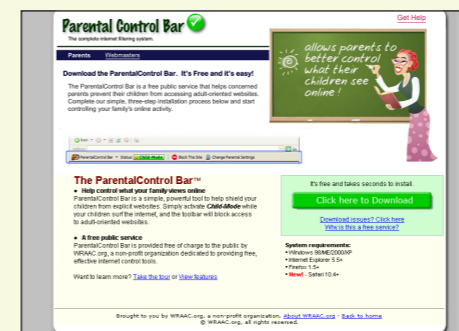 Parental Control Bar
The complete internet filtering system.
Get Help
Parents Webmasters
allows parents to
better control
what their
children see
online !
Download the ParentalControl Bar. It's Free and it's easy!
The ParentalControl Bar is a free public service that helps concerned
parents prevent their children from accessing adult-oriented websites.
Complete our simple, three-step installation process below and start
controlling your family's online activity.
ParentalControl Bar Status Child-Mode Block This Site Change Parental Settings
The ParentalControl Bar™
• Help control what your family views online
ParentalControl Bar is a simple, powerful tool to help shield your
children from explicit websites. Simply activate Child-Mode while
your children surf the internet, and the toolbar will block access
to adult-oriented websites.
• A free public service
ParentalControl Bar is provided free of charge to the public by
WRAAC.org, a non-profit organization dedicated to providing free,
effective internet control tools.
Want to learn more? Take the tour or View features
It's free and takes seconds to install.
Click here to Download
Download issues? Click here
Why is this a free service?
System requirements:
• Windows 98/ME/2000/XP
• Internet Explorer 5.5+
• Firefox 1.5+
• New! - Safari 10.4+
Brought to you by WRAAC.org, a non-profit organization. About WRAAC.org - Back to home
© WRAAC.org, all rights reserved.